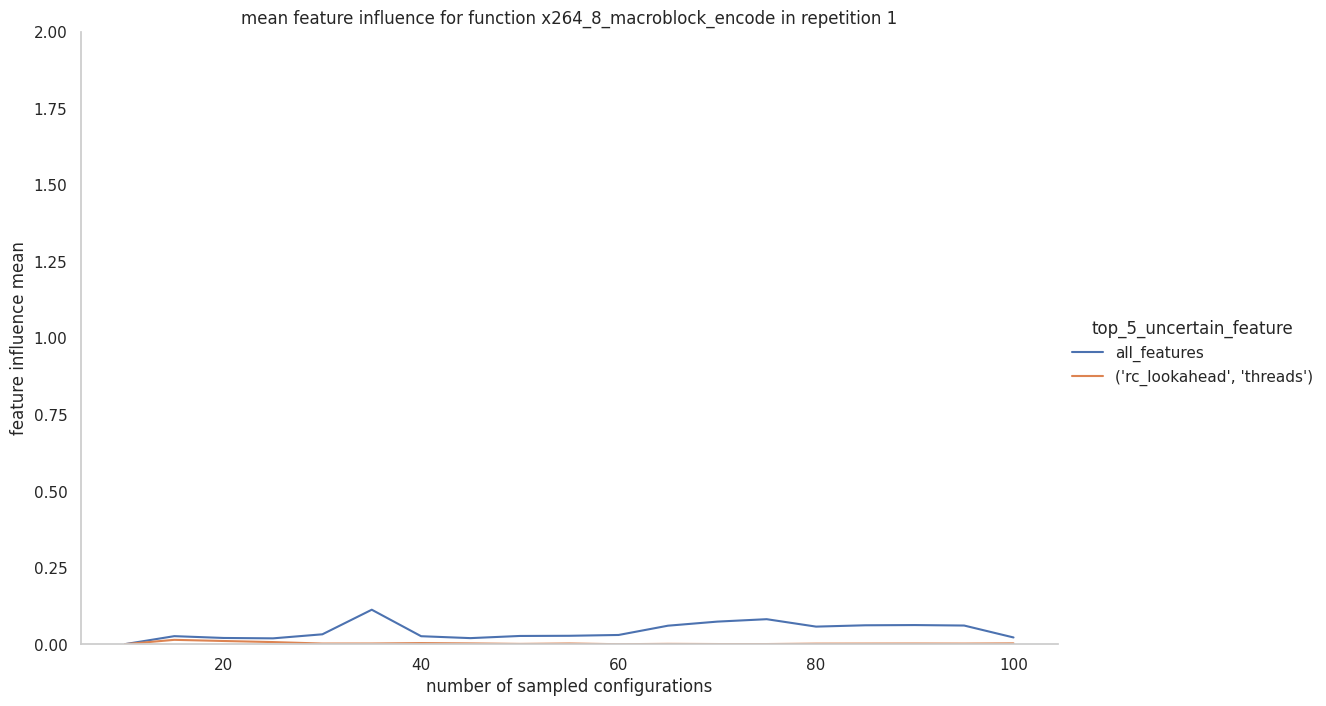 mean feature influence for function x264_8_macroblock_encode in repetition 1
2.00
1.75
1.50
1.25
1.00
0.75
0.50
0.25
0.00
feature influence mean
20
40
60
80
100
number of sampled configurations
top_5_uncertain_feature
all_features
('rc_lookahead', 'threads')